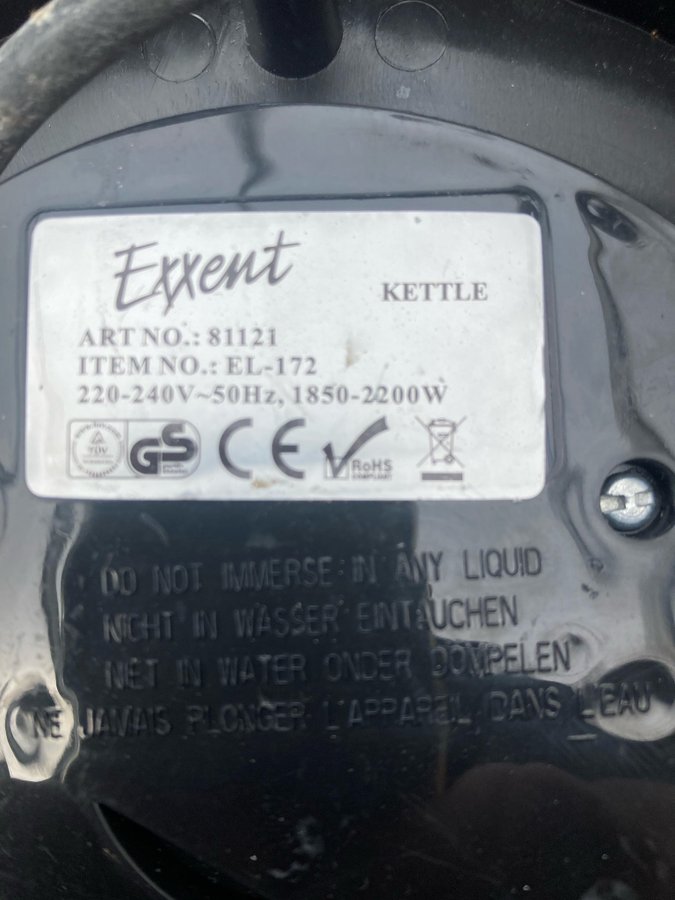 Exxent
KETTLE
ART NO.: 81121
ITEM NO.: EL-172
220-240V~50Hz, 1850-2200W
TÜV GS CE RoHS
COMPLIANT
DO NOT IMMERSE IN ANY LIQUID
NICHT IN WASSER EINTAUCHEN
NIET IN WATER ONDER DOMPELEN
NE JAMAIS PLONGER L'APPAREIL DANS L'EAU